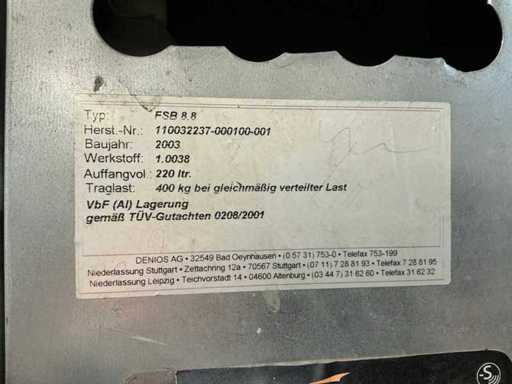 Typ: FSB 8.8
Herst.-Nr.: 110032237-000100-001
Baujahr: 2003
Werkstoff: 1.0038
Auffangvol: 220 ltr.
Traglast: 400 kg bei gleichmäßig verteilter Last
VbF (AI) Lagerung
gemäß TÜV-Gutachten 0208/2001
DENIOS AG • 32549 Bad Oeynhausen • (0 57 31) 753-0 • Telefax 753-199
Niederlassung Stuttgart • Zettachring 12a • 70567 Stuttgart • (07 11) 7 28 81 93 • Telefax 7 28 81 95
Niederlassung Leipzig • Teichvorstadt 14 • 04600 Altenburg • (03 44 7) 31 62 60 • Telefax 31 62 32